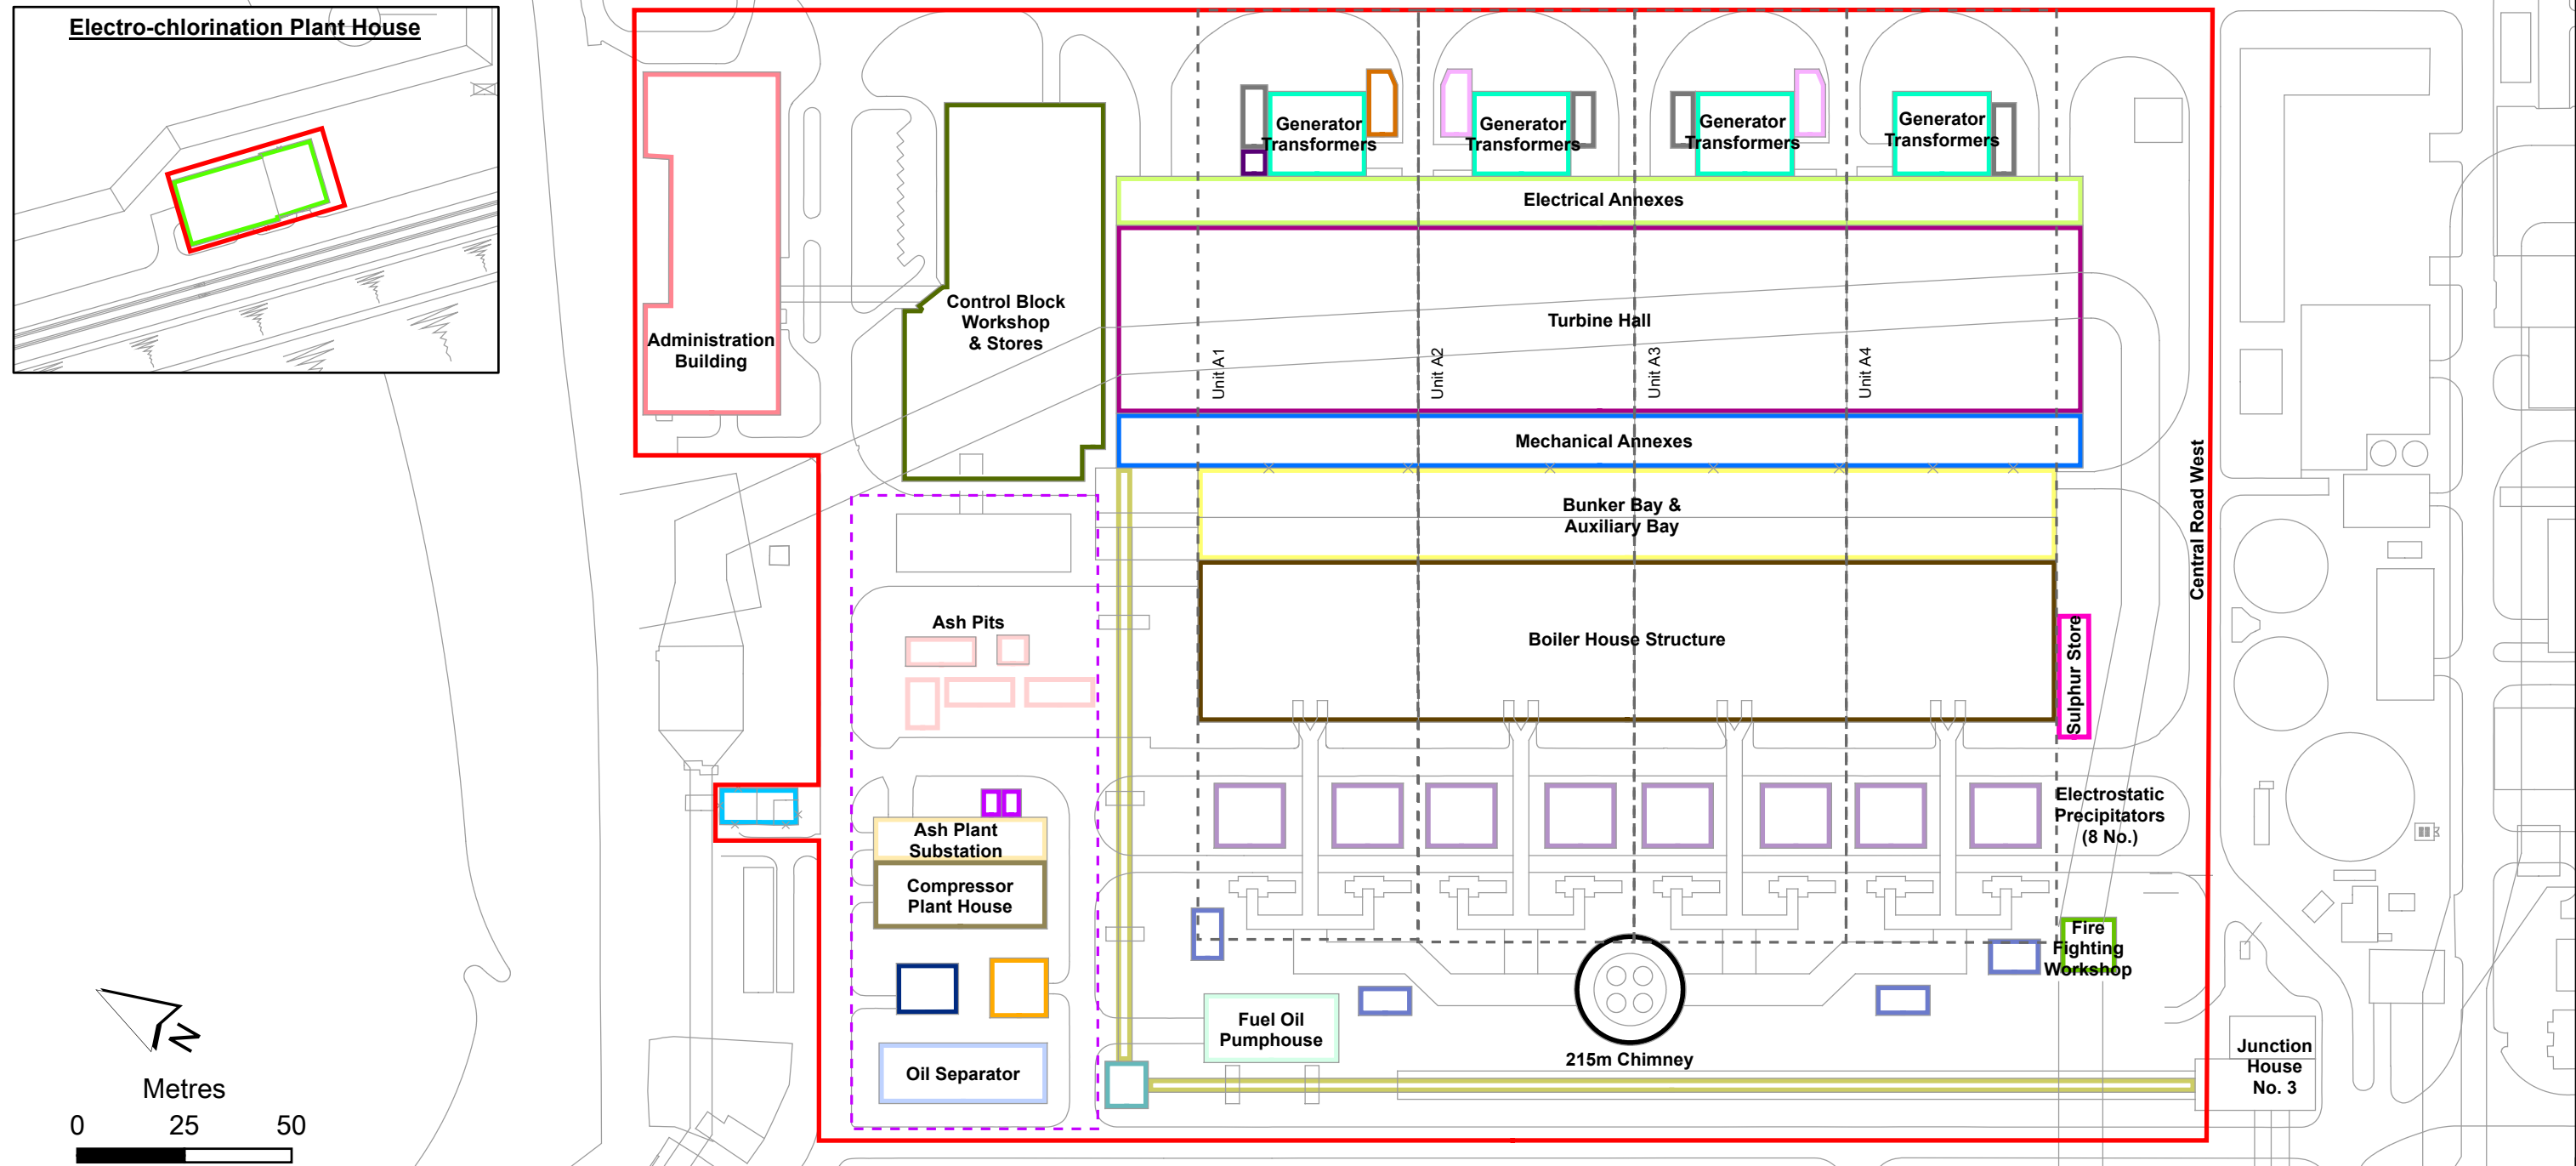 Electro-chlorination Plant House
Generator
Transformers
Generator
Transformers
Generator
Transformers
Generator
Transformers
Electrical Annexes
Control Block
Workshop
& Stores
Turbine Hall
Administration
Building
Unit A1
Unit A2
Unit A3
Unit A4
Mechanical Annexes
Central Road West
Bunker Bay &
Auxiliary Bay
Ash Pits
Boiler House Structure
Sulphur Store
Electrostatic
Precipitators
(8 No.)
Ash Plant
Substation
Compressor
Plant House
Fire
Fighting
Workshop
Fuel Oil
Pumphouse
215m Chimney
Oil Separator
Junction
House
No. 3
N
Metres
0 25 50